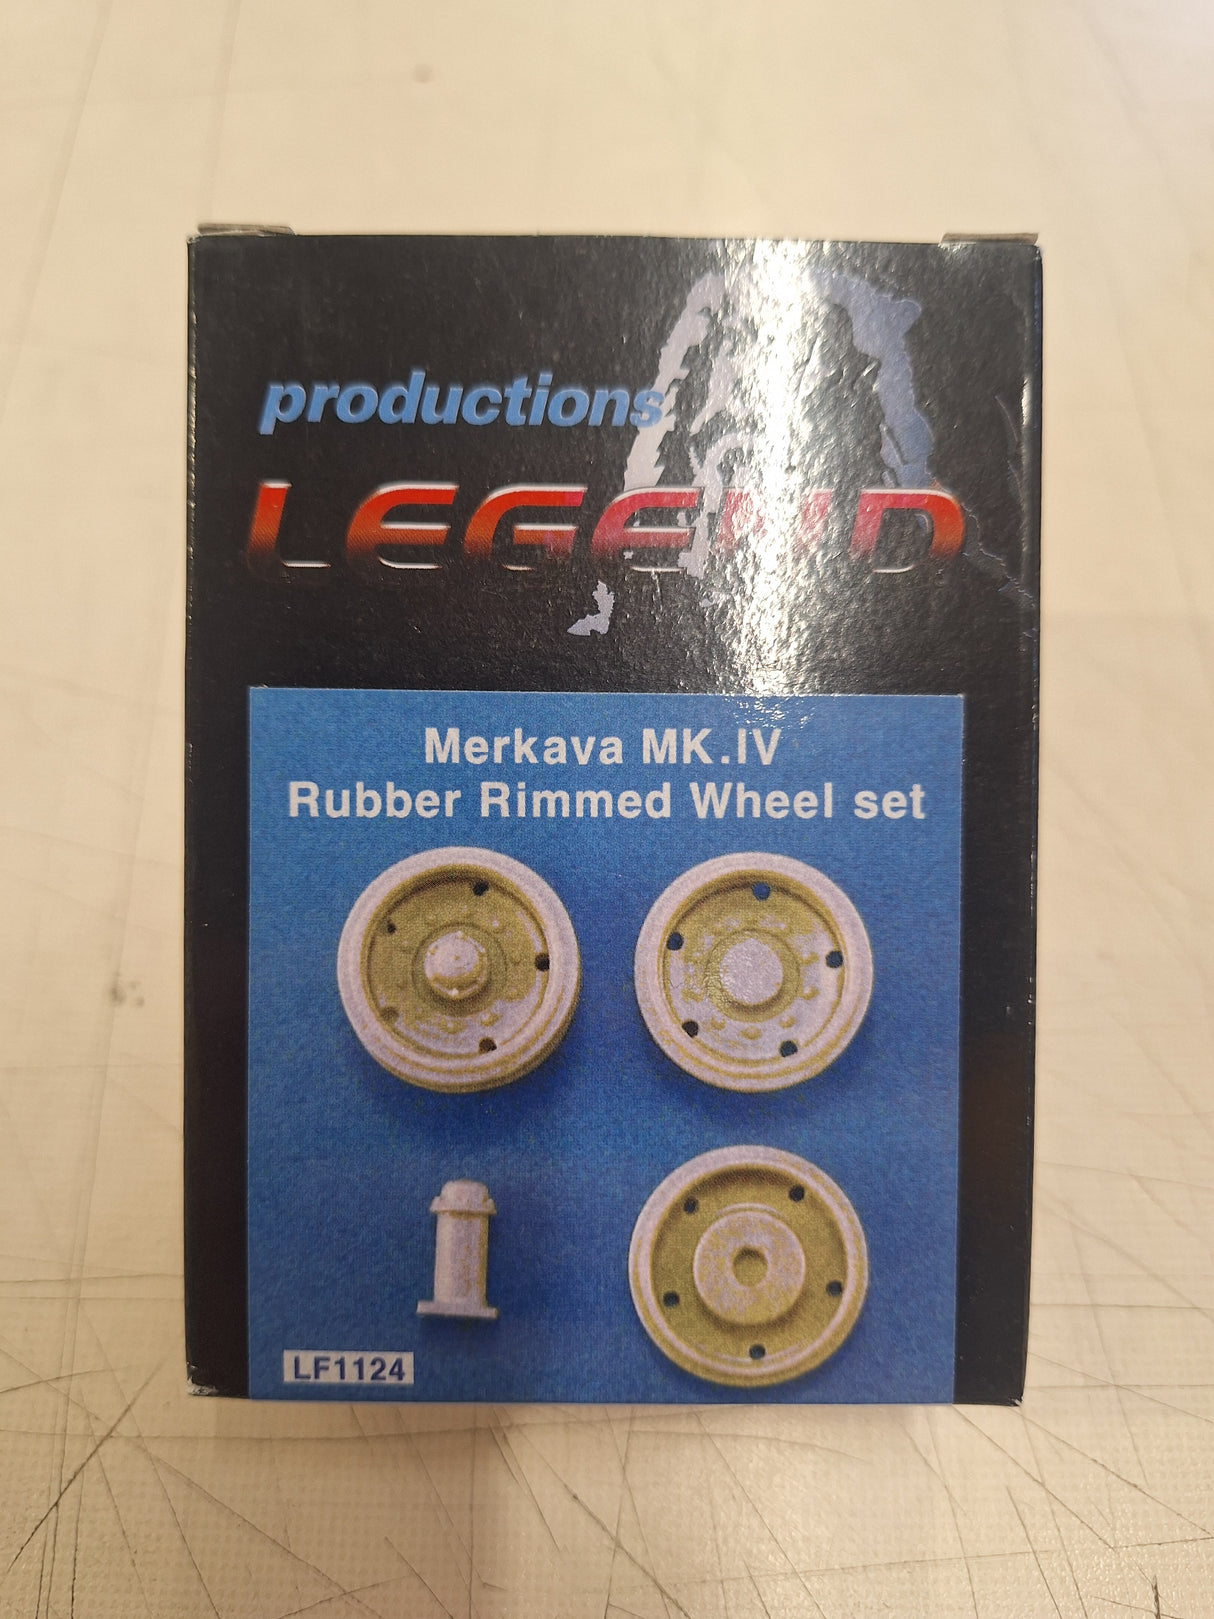 productions
LEGEND
Merkava MK.IV
Rubber Rimmed Wheel set
LF1124